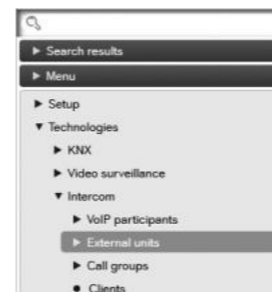 Search results
Menu
Setup
Technologies
KNX
Video surveillance
Intercom
VoIP participants
External units
Call groups
Clients